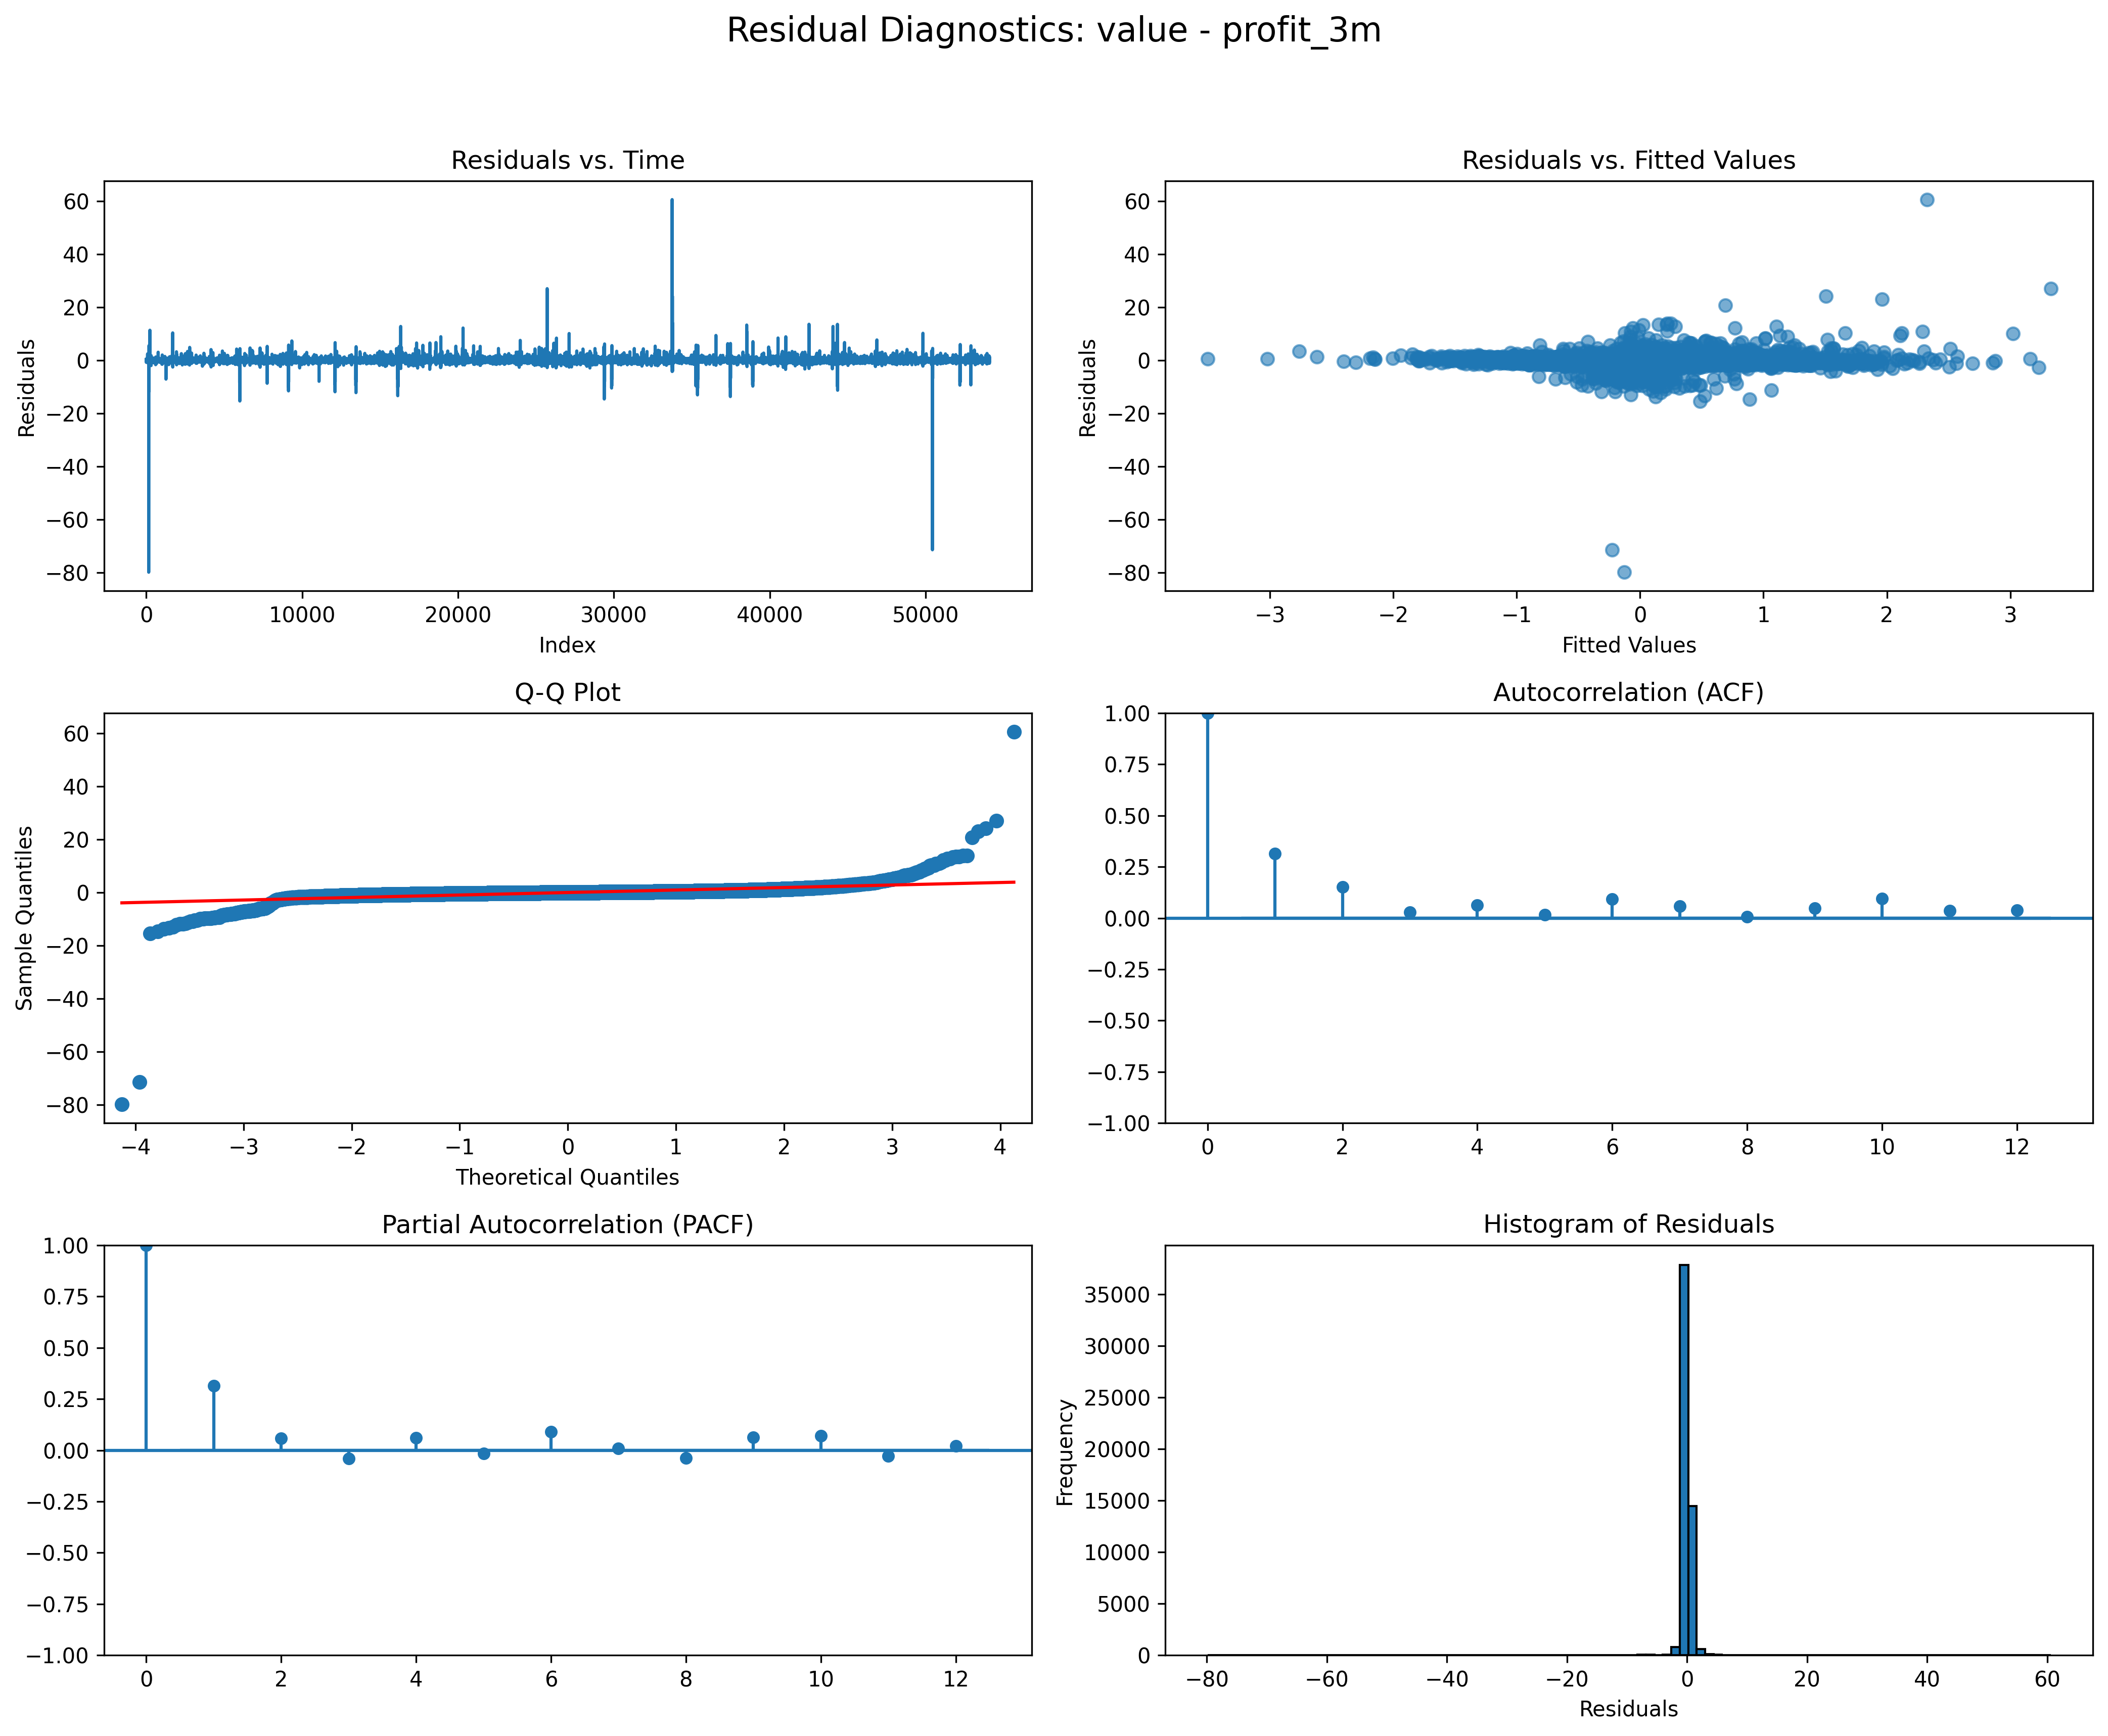 Residual Diagnostics: value - profit_3m
Residuals vs. Time
Residuals
60
40
20
0
−20
−40
−60
−80
0 10000 20000 30000 40000 50000
Index
Residuals vs. Fitted Values
Residuals
60
40
20
0
−20
−40
−60
−80
−3 −2 −1 0 1 2 3
Fitted Values
Q-Q Plot
Sample Quantiles
60
40
20
0
−20
−40
−60
−80
−4 −3 −2 −1 0 1 2 3 4
Theoretical Quantiles
Autocorrelation (ACF)
1.00
0.75
0.50
0.25
0.00
−0.25
−0.50
−0.75
−1.00
0 2 4 6 8 10 12
Partial Autocorrelation (PACF)
1.00
0.75
0.50
0.25
0.00
−0.25
−0.50
−0.75
−1.00
0 2 4 6 8 10 12
Histogram of Residuals
Frequency
35000
30000
25000
20000
15000
10000
5000
0
−80 −60 −40 −20 0 20 40 60
Residuals